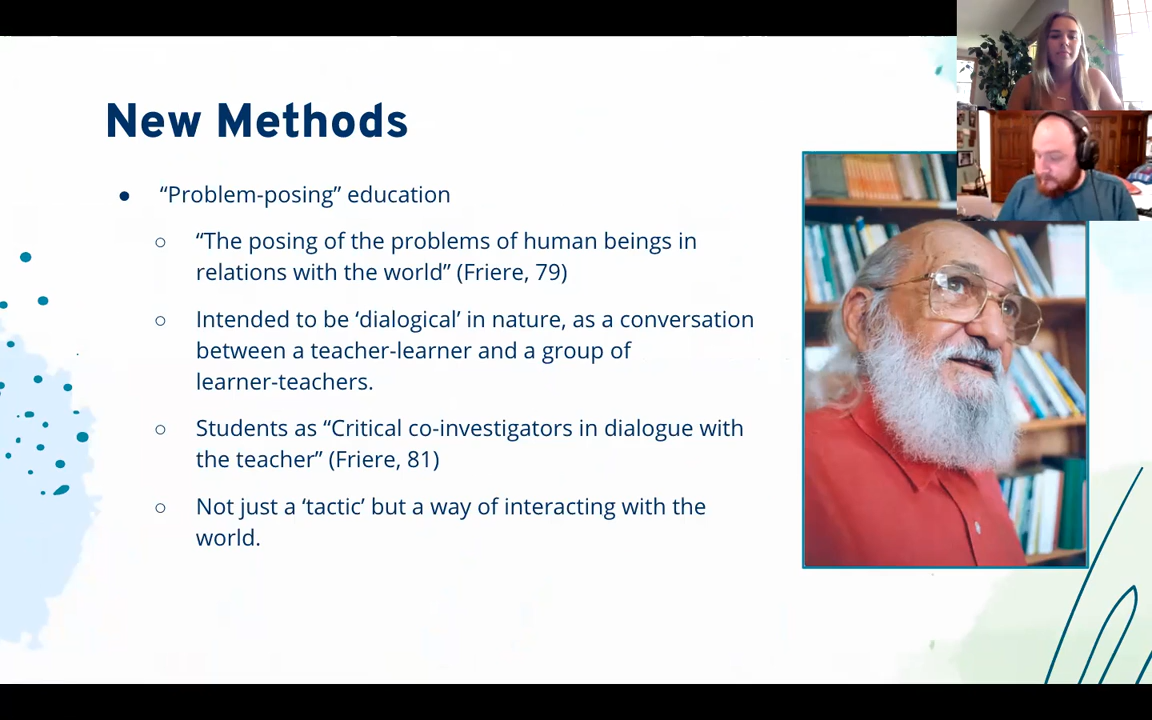 New Methods
● “Problem-posing” education
○ “The posing of the problems of human beings in
relations with the world” (Friere, 79)
○ Intended to be ‘dialogical’ in nature, as a conversation
between a teacher-learner and a group of
learner-teachers.
○ Students as “Critical co-investigators in dialogue with
the teacher” (Friere, 81)
○ Not just a ‘tactic’ but a way of interacting with the
world.